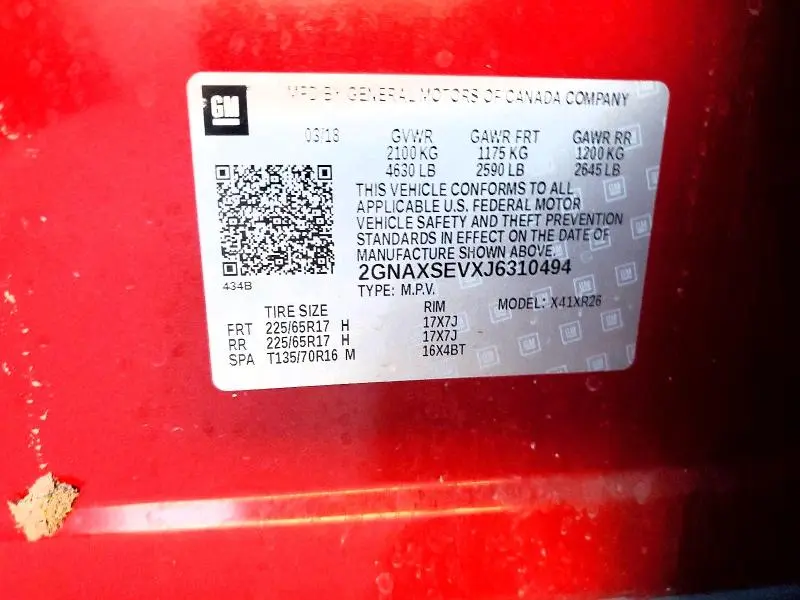 GM
MFD BY GENERAL MOTORS OF CANADA COMPANY
03/18 GVWR GAWR FRT GAWR RR
2100 KG 1175 KG 1200 KG
4630 LB 2590 LB 2645 LB
THIS VEHICLE CONFORMS TO ALL
APPLICABLE U.S. FEDERAL MOTOR
VEHICLE SAFETY AND THEFT PREVENTION
STANDARDS IN EFFECT ON THE DATE OF
MANUFACTURE SHOWN ABOVE.
2GNAXSEVXJ6310494
434B
TYPE: M.P.V. MODEL: X41XR26
TIRE SIZE RIM
FRT 225/65R17 H 17X7J
RR 225/65R17 H 17X7J
SPA T135/70R16 M 16X4BT